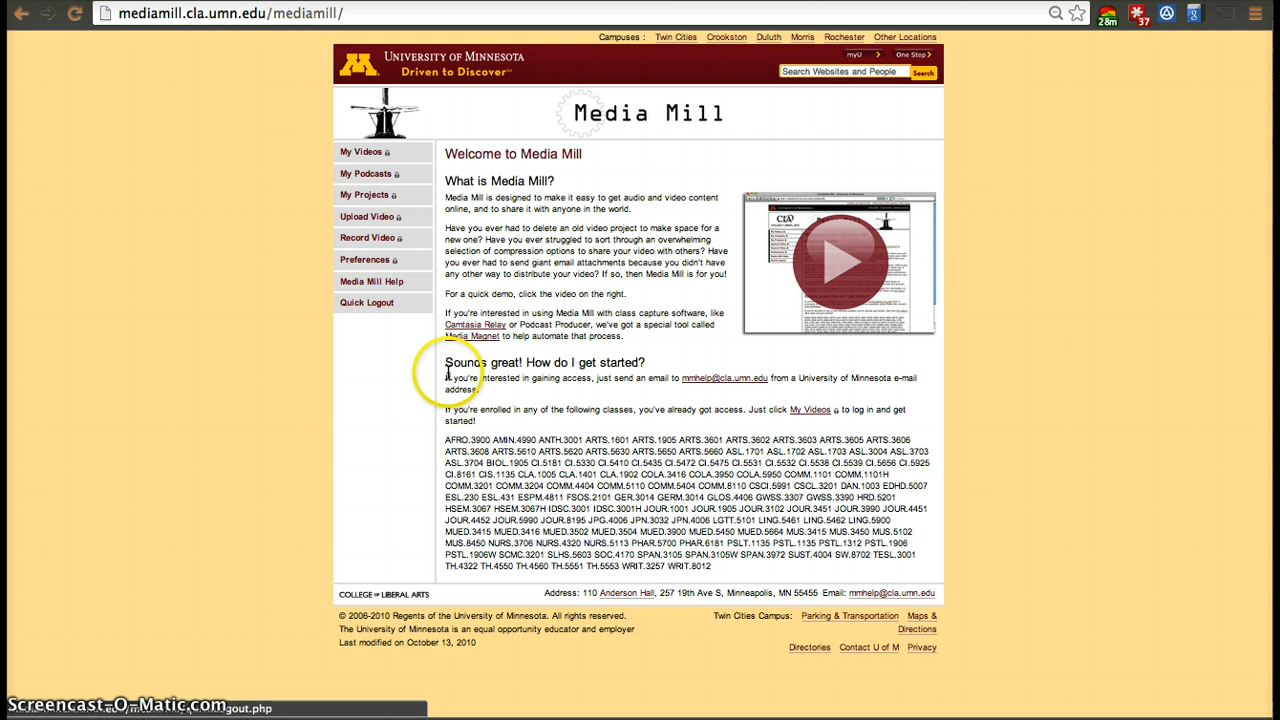 mediamill.cla.umn.edu/mediamill/
28m
37
Campuses : Twin Cities Crookston Duluth Morris Rochester Other Locations
UNIVERSITY OF MINNESOTA
Driven to Discover
myU One Stop
Search Websites and People Search
Media Mill
My Videos
My Podcasts
My Projects
Upload Video
Record Video
Preferences
Media Mill Help
Quick Logout
Welcome to Media Mill
What is Media Mill?
Media Mill is designed to make it easy to get audio and video content
online, and to share it with anyone in the world.
Have you ever had to delete an old video project to make space for a
new one? Have you ever struggled to sort through an overwhelming
selection of compression options to share your video with others? Have
you ever had to send giant email attachments because you didn't have
any other way to distribute your video? If so, then Media Mill is for you!
For a quick demo, click the video on the right.
If you're interested in using Media Mill with class capture software, like
Camtasia Relay or Podcast Producer, we've got a special tool called
Media Magnet to help automate that process.
Sounds great! How do I get started?
If you're interested in gaining access, just send an email to mmhelp@cla.umn.edu from a University of Minnesota e-mail
address.
If you're enrolled in any of the following classes, you've already got access. Just click My Videos to log in and get
started!
AFRO.3900 AMIN.4990 ANTH.3001 ARTS.1601 ARTS.1905 ARTS.3601 ARTS.3602 ARTS.3603 ARTS.3605 ARTS.3606
ARTS.3608 ARTS.5610 ARTS.5620 ARTS.5630 ARTS.5650 ARTS.5760 ASL.1701 ASL.1702 ASL.1703 ASL.3004 ASL.3703
ASL.3704 BIOL.1905 CI.5181 CI.5330 CI.5410 CI.5435 CI.5472 CI.5475 CI.5531 CI.5532 CI.5538 CI.5539 CI.5656 CI.5925
CI.8161 CIS.1135 CLA.1005 CLA.1401 CLA.1902 COLA.3416 COLA.3950 COLA.5950 COMM.1101 COMM.1101H
COMM.3201 COMM.3204 COMM.4404 COMM.5110 COMM.5404 COMM.8110 CSCI.5991 CSCL.3201 DAN.1003 EDHD.5007
ESL.230 ESL.431 ESPM.4811 FSOS.2101 GER.3014 GERM.3014 GLOS.4406 GWSS.3307 GWSS.3390 HRD.5201
HSEM.3067 HSEM.3067H IDSC.3001 IDSC.3001H JOUR.1001 JOUR.1905 JOUR.3102 JOUR.3451 JOUR.3990 JOUR.4451
JOUR.4452 JOUR.5990 JOUR.8195 JPG.4006 JPN.3032 JPN.4006 LGTT.5101 LING.5461 LING.5462 LING.5900
MUED.3415 MUED.3416 MUED.3502 MUED.3504 MUED.3900 MUED.5450 MUED.5664 MUS.3415 MUS.3450 MUS.5102
MUS.8450 NURS.3706 NURS.4320 NURS.5113 PHAR.5700 PHAR.6181 PSLT.1135 PSTL.1135 PSTL.1312 PSTL.1906
PSTL.1906W SCMC.3201 SLHS.5603 SOC.4170 SPAN.3105 SPAN.3105W SPAN.3972 SUST.4004 SW.8702 TESL.3001
TH.4322 TH.4550 TH.4560 TH.5551 TH.5553 WRIT.3257 WRIT.8012
COLLEGE OF LIBERAL ARTS
Address: 110 Anderson Hall, 257 19th Ave S, Minneapolis, MN 55455 Email: mmhelp@cla.umn.edu
© 2006-2010 Regents of the University of Minnesota. All rights reserved.
The University of Minnesota is an equal opportunity educator and employer
Last modified on October 13, 2010
Twin Cities Campus: Parking & Transportation Maps &
Directions
Directories Contact U of M Privacy
Screencast-O-Matic.com
logout.php